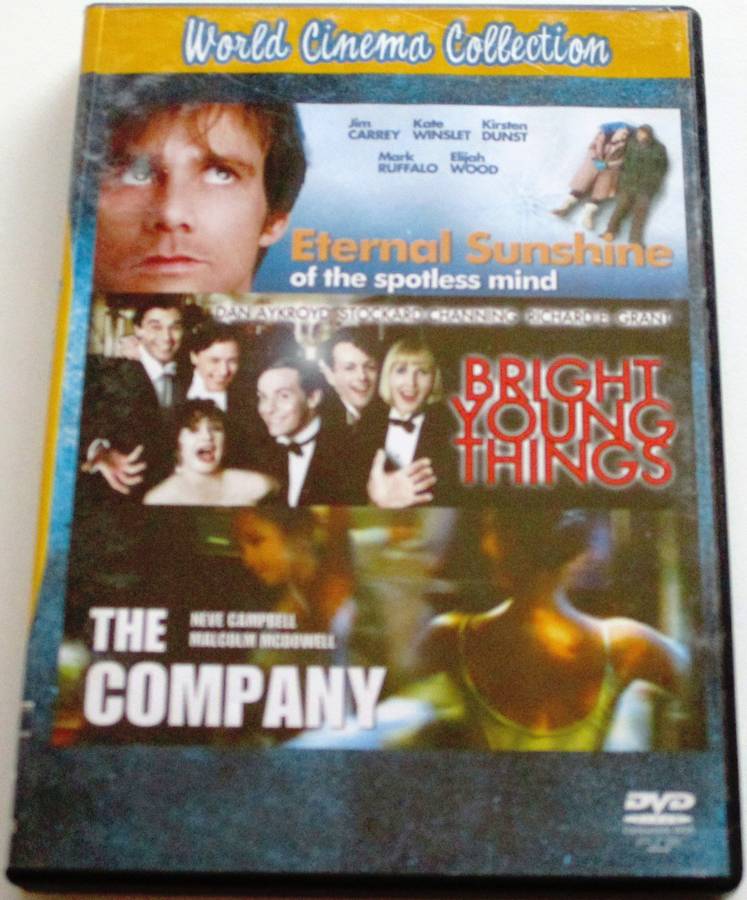 World Cinema Collection
Jim Kate Kirsten
CARREY WINSLET DUNST
Mark Elijah
RUFFALO WOOD
Eternal Sunshine
of the spotless mind
DAN AYKROYD STOCKARD CHANNING RICHARD E. GRANT
BRIGHT
YOUNG
THINGS
THE
NEVE CAMPBELL
MALCOLM MCDOWELL
COMPANY
DVD